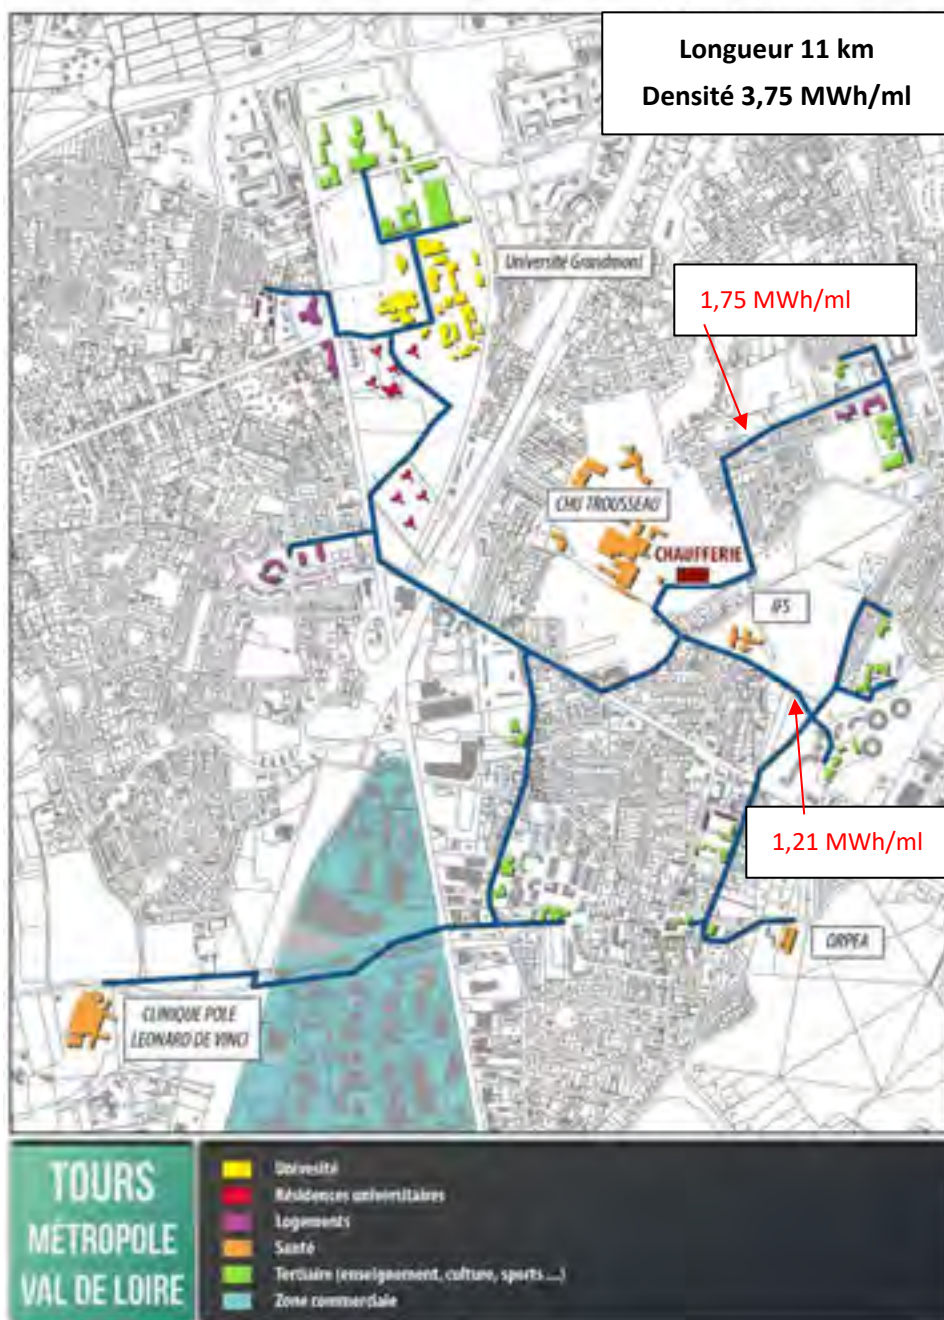 Longueur 11 km
Densité 3,75 MWh/ml
Université Grandmont
1,75 MWh/ml
CHU TROUSSEAU
CHAUFFERIE
IFS
1,21 MWh/ml
ORPEA
CLINIQUE POLE
LEONARD DE VINCI
TOURS
MÉTROPOLE
VAL DE LOIRE
Université
Résidences universitaires
Logements
Santé
Tertiaire (enseignement, culture, sports ...)
Zone commerciale